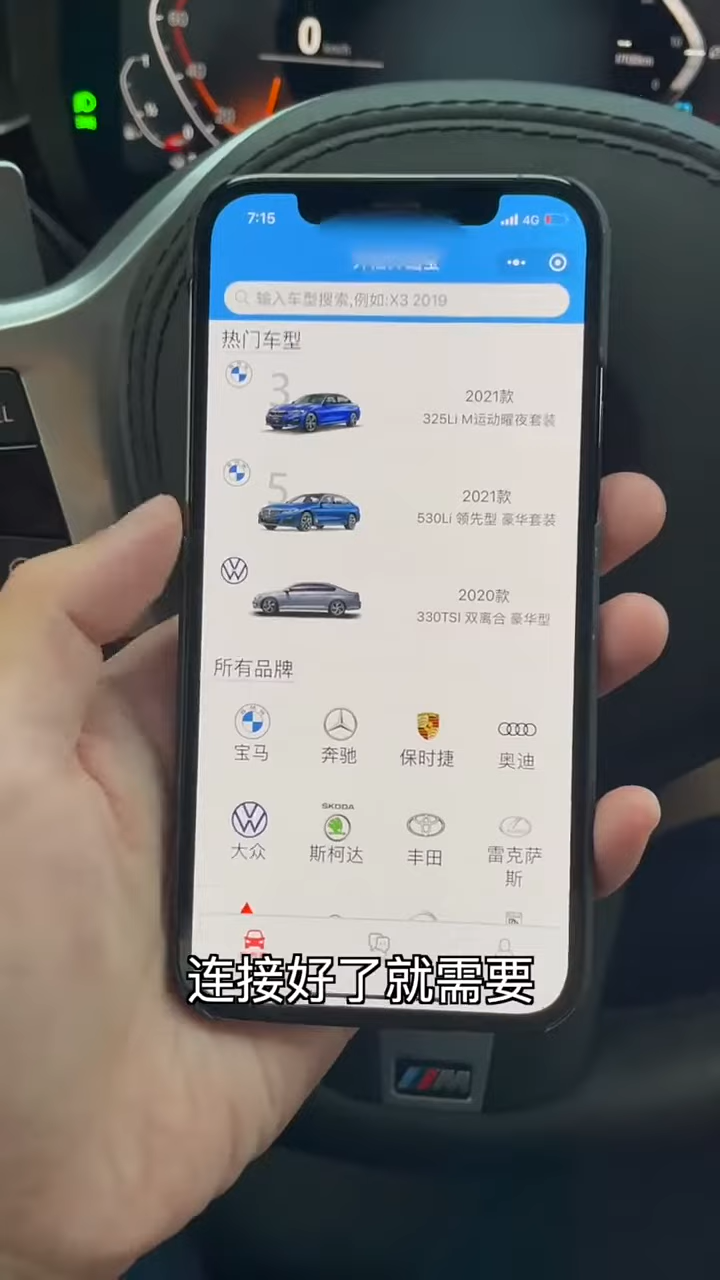 0
km/h
7:15
4G
输入车型搜索,例如:X3 2019
热门车型
3
2021款
325Li M运动曜夜套装
5
2021款
530Li 领先型 豪华套装
2020款
330TSI 双离合 豪华型
所有品牌
宝马
奔驰
保时捷
奥迪
SKODA
大众
斯柯达
丰田
雷克萨
斯
连接好了就需要
M